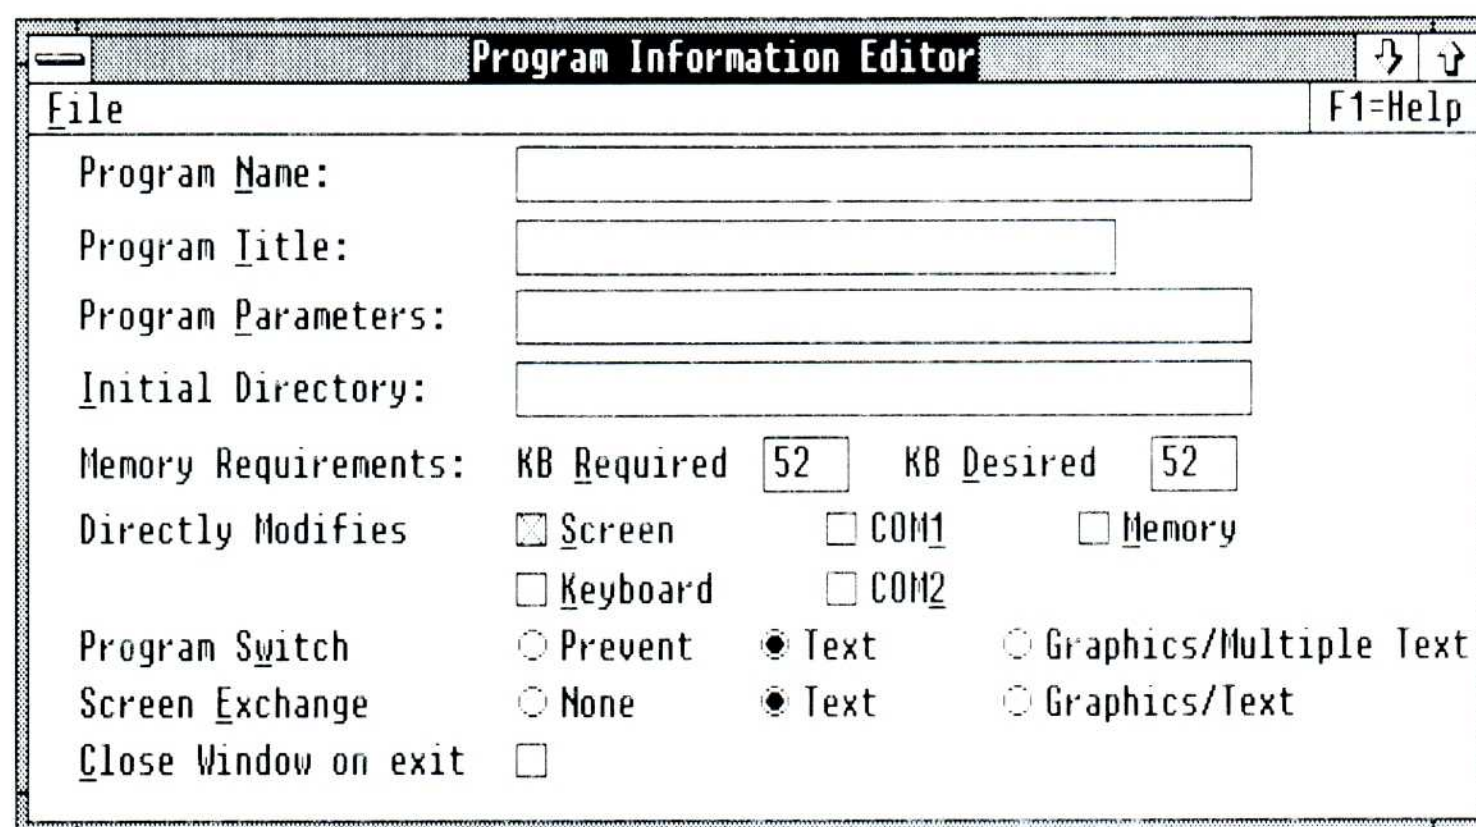 Program Information Editor
File F1=Help
Program Name:
Program Title:
Program Parameters:
Initial Directory:
Memory Requirements: KB Required 52 KB Desired 52
Directly Modifies Screen COM1 Memory
Keyboard COM2
Program Switch Prevent Text Graphics/Multiple Text
Screen Exchange None Text Graphics/Text
Close Window on exit